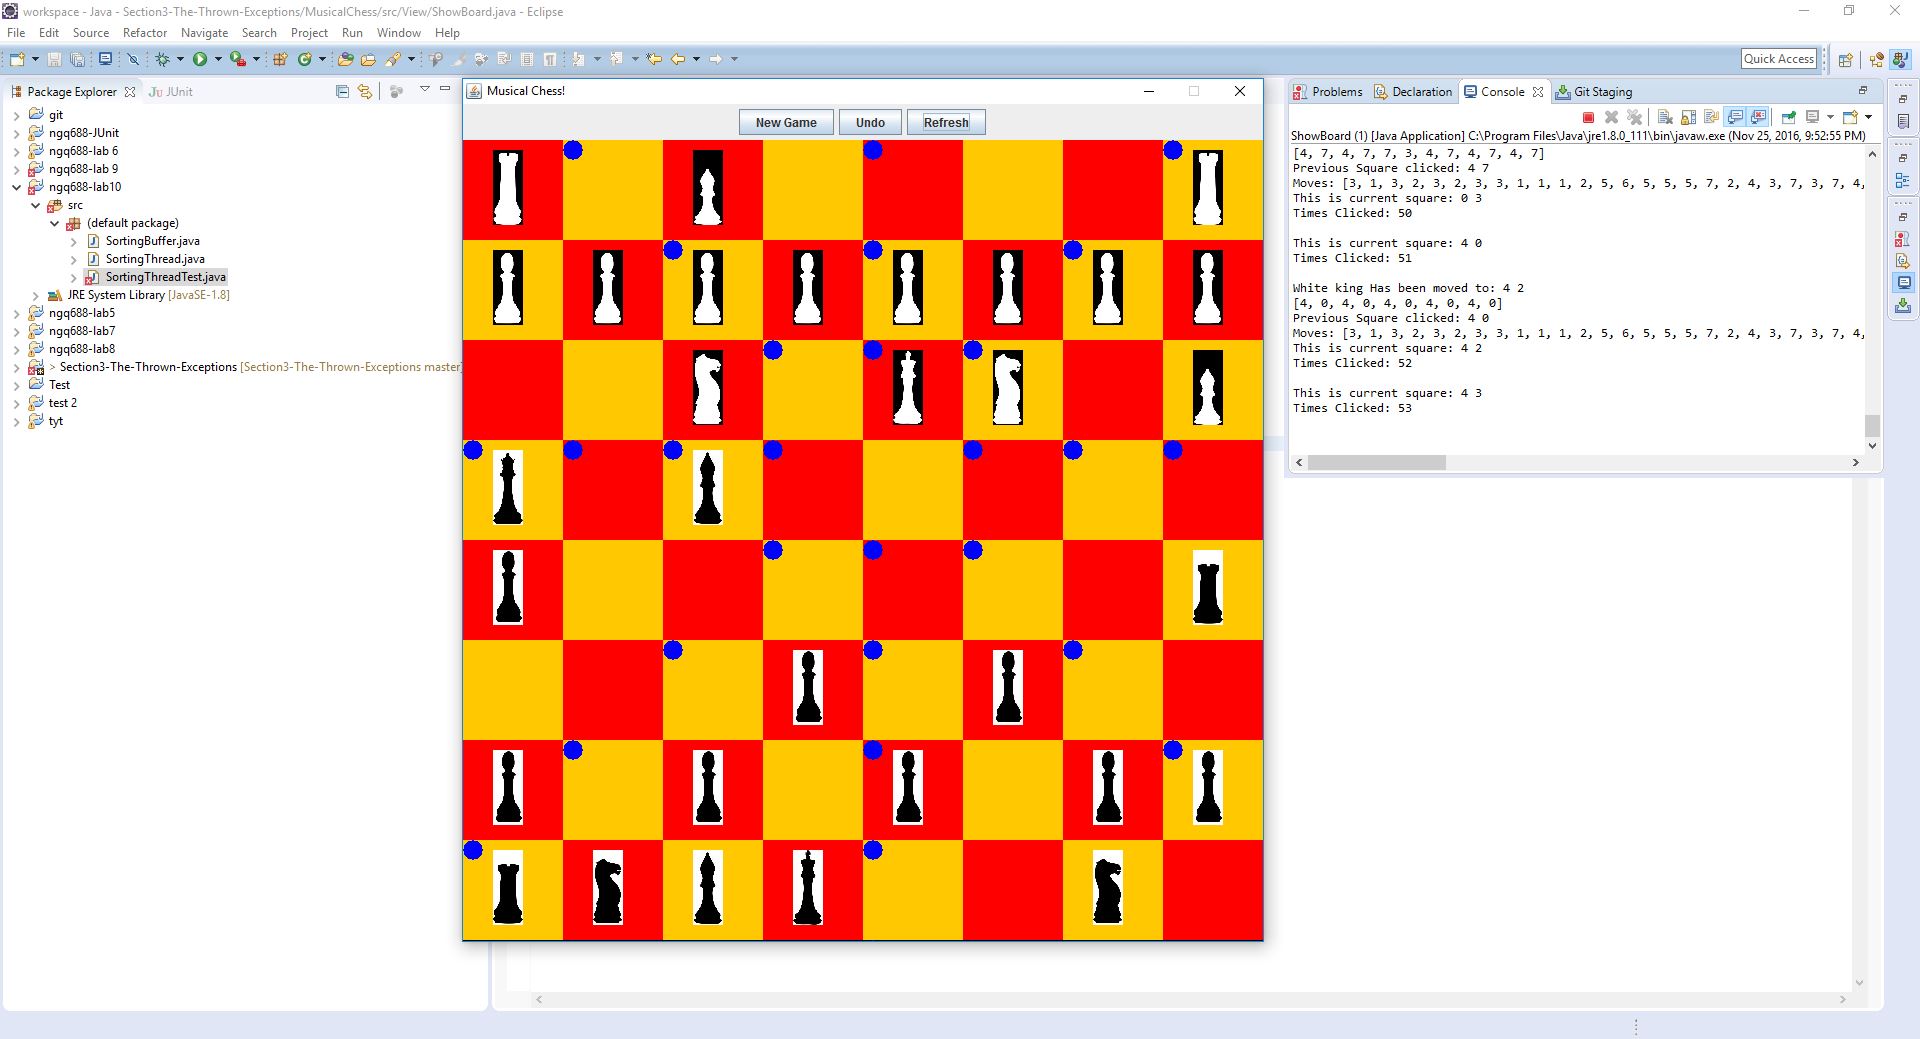 workspace - Java - Section3-The-Thrown-Exceptions/MusicalChess/src/View/ShowBoard.java - Eclipse
File Edit Source Refactor Navigate Search Project Run Window Help
Quick Access
Package Explorer JUnit
git
ngq688-JUnit
ngq688-lab 6
ngq688-lab 9
ngq688-lab10
src
(default package)
SortingBuffer.java
SortingThread.java
SortingThreadTest.java
JRE System Library [JavaSE-1.8]
ngq688-lab5
ngq688-lab7
ngq688-lab8
> Section3-The-Thrown-Exceptions [Section3-The-Thrown-Exceptions master
Test
test 2
tyt
Musical Chess!
New Game Undo Refresh
Problems Declaration Console Git Staging
ShowBoard (1) [Java Application] C:\Program Files\Java\jre1.8.0_111\bin\javaw.exe (Nov 25, 2016, 9:52:55 PM)
[4, 7, 4, 7, 7, 3, 4, 7, 4, 7, 4, 7]
Previous Square clicked: 4 7
Moves: [3, 1, 3, 2, 3, 2, 3, 3, 1, 1, 1, 2, 5, 6, 5, 5, 5, 7, 2, 4, 3, 7, 3, 7, 4,
This is current square: 0 3
Times Clicked: 50
This is current square: 4 0
Times Clicked: 51
White king Has been moved to: 4 2
[4, 0, 4, 0, 4, 0, 4, 0, 4, 0]
Previous Square clicked: 4 0
Moves: [3, 1, 3, 2, 3, 2, 3, 3, 1, 1, 1, 2, 5, 6, 5, 5, 5, 7, 2, 4, 3, 7, 3, 7, 4,
This is current square: 4 2
Times Clicked: 52
This is current square: 4 3
Times Clicked: 53